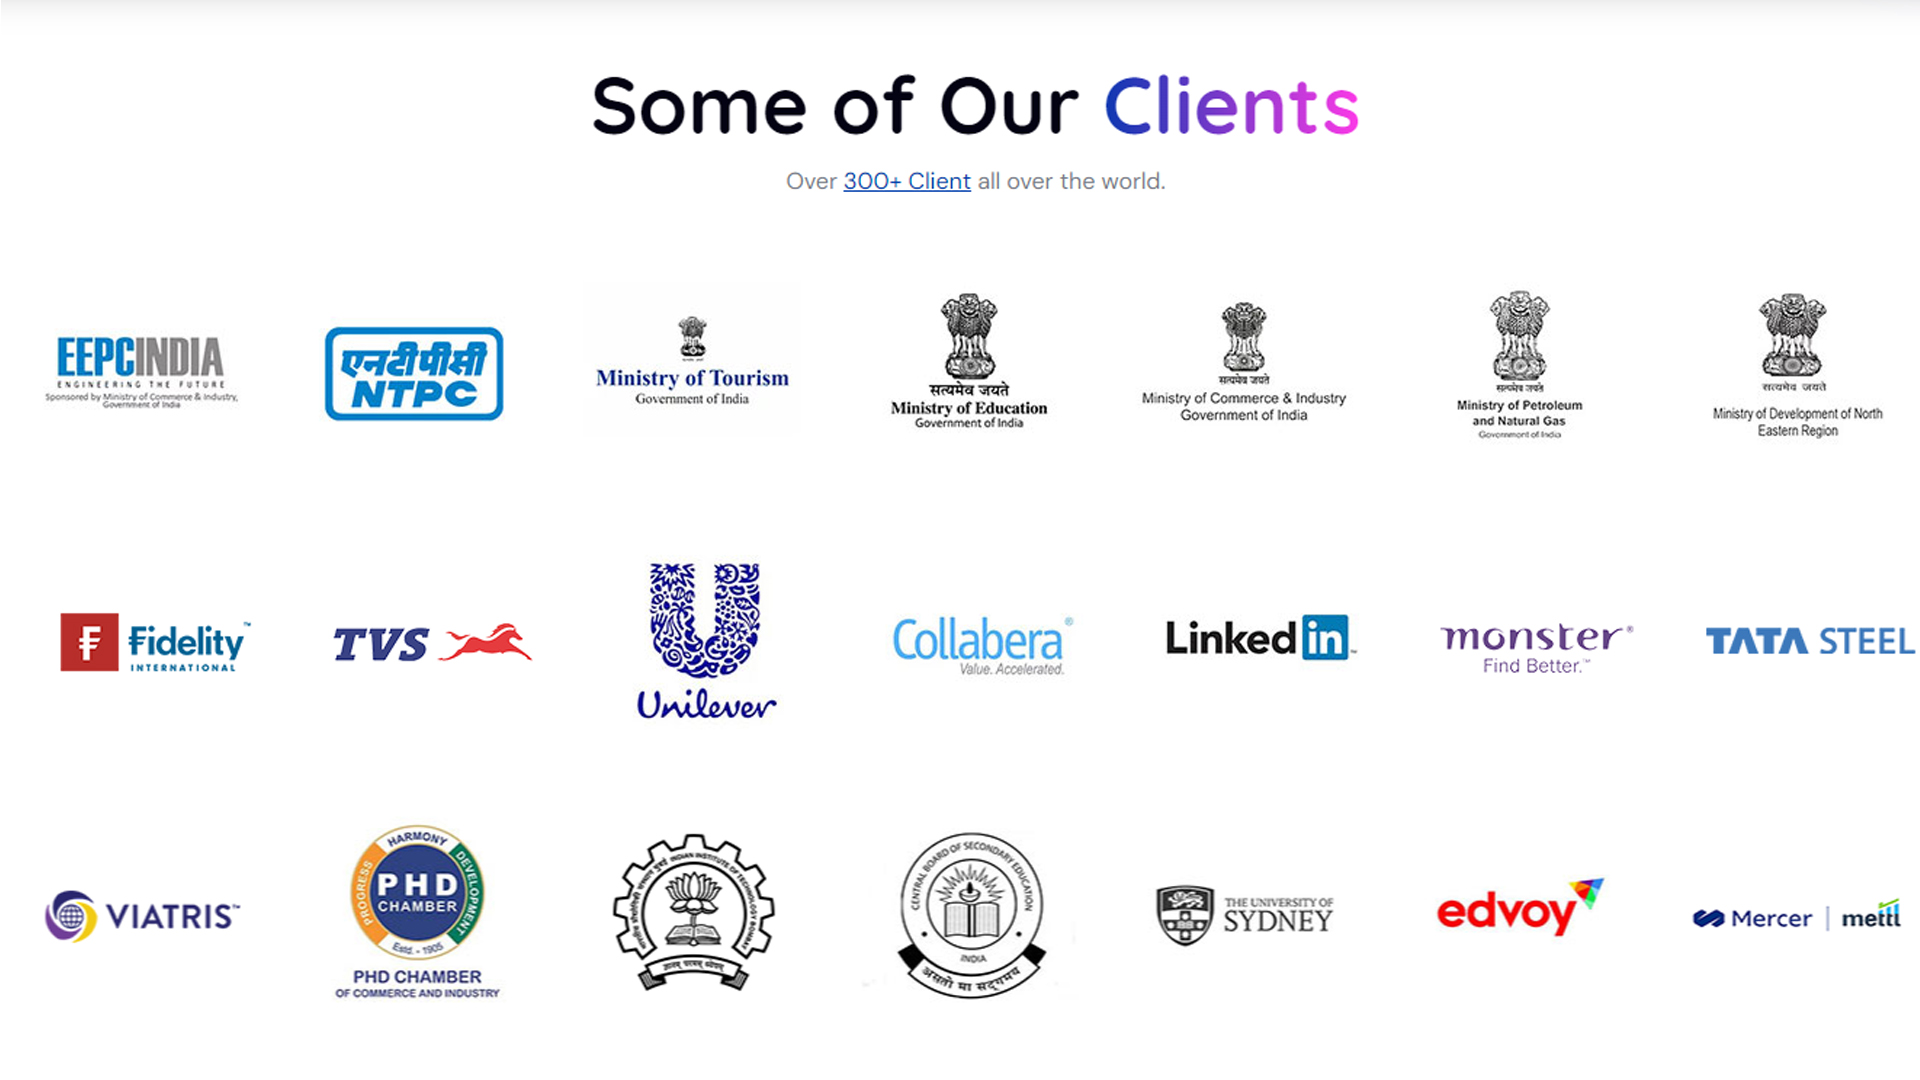 Some of Our Clients
Over 300+ Client all over the world.
EEPCINDIA
ENGINEERING THE FUTURE
Sponsored by Ministry of Commerce & Industry,
Government of India
एनटीपीसी
NTPC
Ministry of Tourism
Government of India
सत्यमेव जयते
Ministry of Education
Government of India
सत्यमेव जयते
Ministry of Commerce & Industry
Government of India
सत्यमेव जयते
Ministry of Petroleum
and Natural Gas
Government of India
सत्यमेव जयते
Ministry of Development of North
Eastern Region
Fidelity™
INTERNATIONAL
TVS
Unilever
Collabera®
Value. Accelerated.
Linked in™
monster®
Find Better.™
TATA STEEL
VIATRIS™
HARMONY
PROGRESS
DEVELOPMENT
PHD
CHAMBER
Estd. - 1905
PHD CHAMBER
OF COMMERCE AND INDUSTRY
INDIAN INSTITUTE OF TECHNOLOGY BOMBAY
CENTRAL BOARD OF SECONDARY EDUCATION
INDIA
असतो मा सद्गमय
THE UNIVERSITY OF
SYDNEY
edvoy
Mercer | mettl